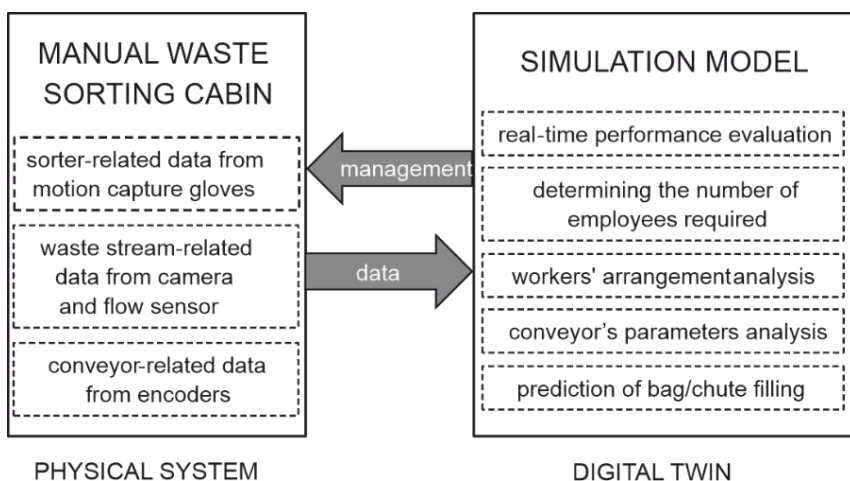 MANUAL WASTE
SORTING CABIN
sorter-related data from
motion capture gloves
waste stream-related
data from camera
and flow sensor
conveyor-related data
from encoders
PHYSICAL SYSTEM
management
data
SIMULATION MODEL
real-time performance evaluation
determining the number of
employees required
workers' arrangement analysis
conveyor's parameters analysis
prediction of bag/chute filling
DIGITAL TWIN